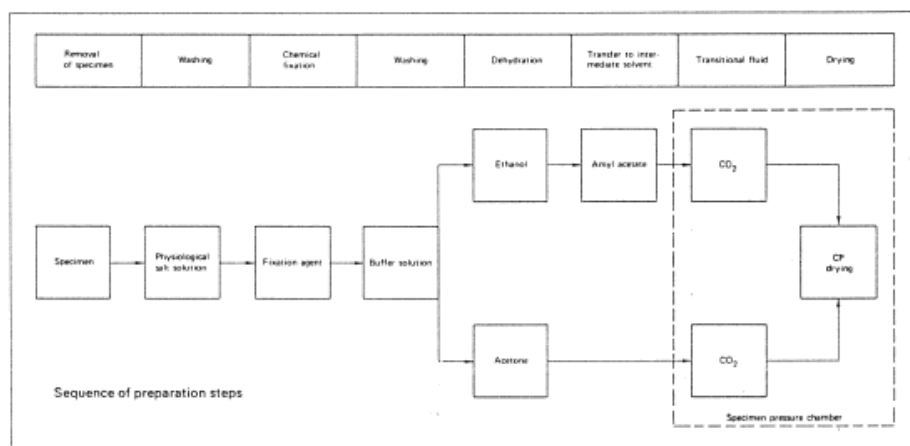 Removal
of specimen
Washing
Chemical
fixation
Washing
Dehydration
Transfer to inter-
mediate solvent
Transitional fluid
Drying
Ethanol
Amyl acetate
CO2
Specimen
Physiological
salt solution
Fixation agent
Buffer solution
CP
drying
Acetone
CO2
Sequence of preparation steps
Specimen pressure chamber